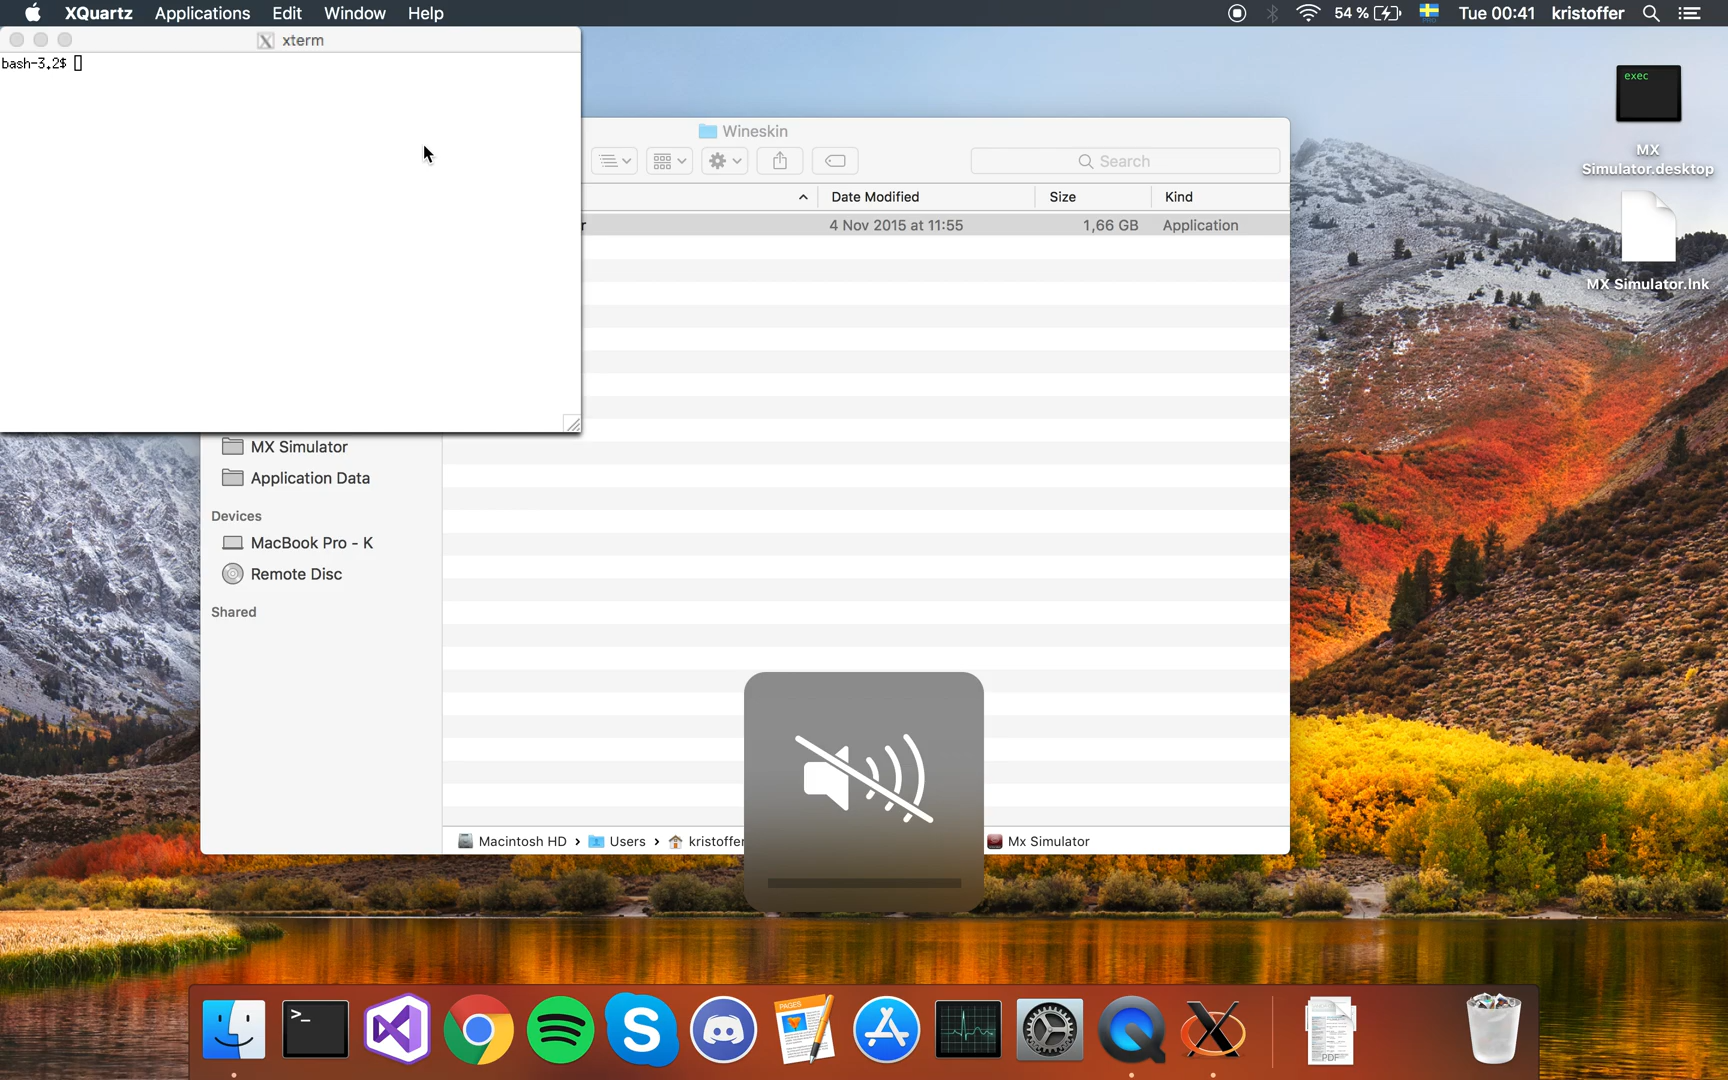 XQuartz Applications Edit Window Help
54 % Tue 00:41 kristoffer
xterm
bash-3.2$
exec
MX
Simulator.desktop
MX Simulator.lnk
Wineskin
Search
Date Modified Size Kind
r 4 Nov 2015 at 11:55 1,66 GB Application
MX Simulator
Application Data
Devices
MacBook Pro - K
Remote Disc
Shared
Macintosh HD › Users › kristoffer
Mx Simulator
>_
PAGES
PDF